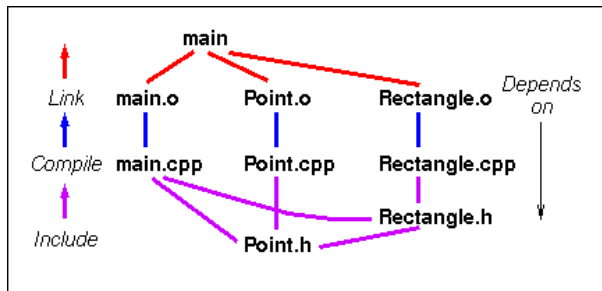 main
Link main.o Point.o Rectangle.o Depends on
Compile main.cpp Point.cpp Rectangle.cpp
Rectangle.h
Include Point.h